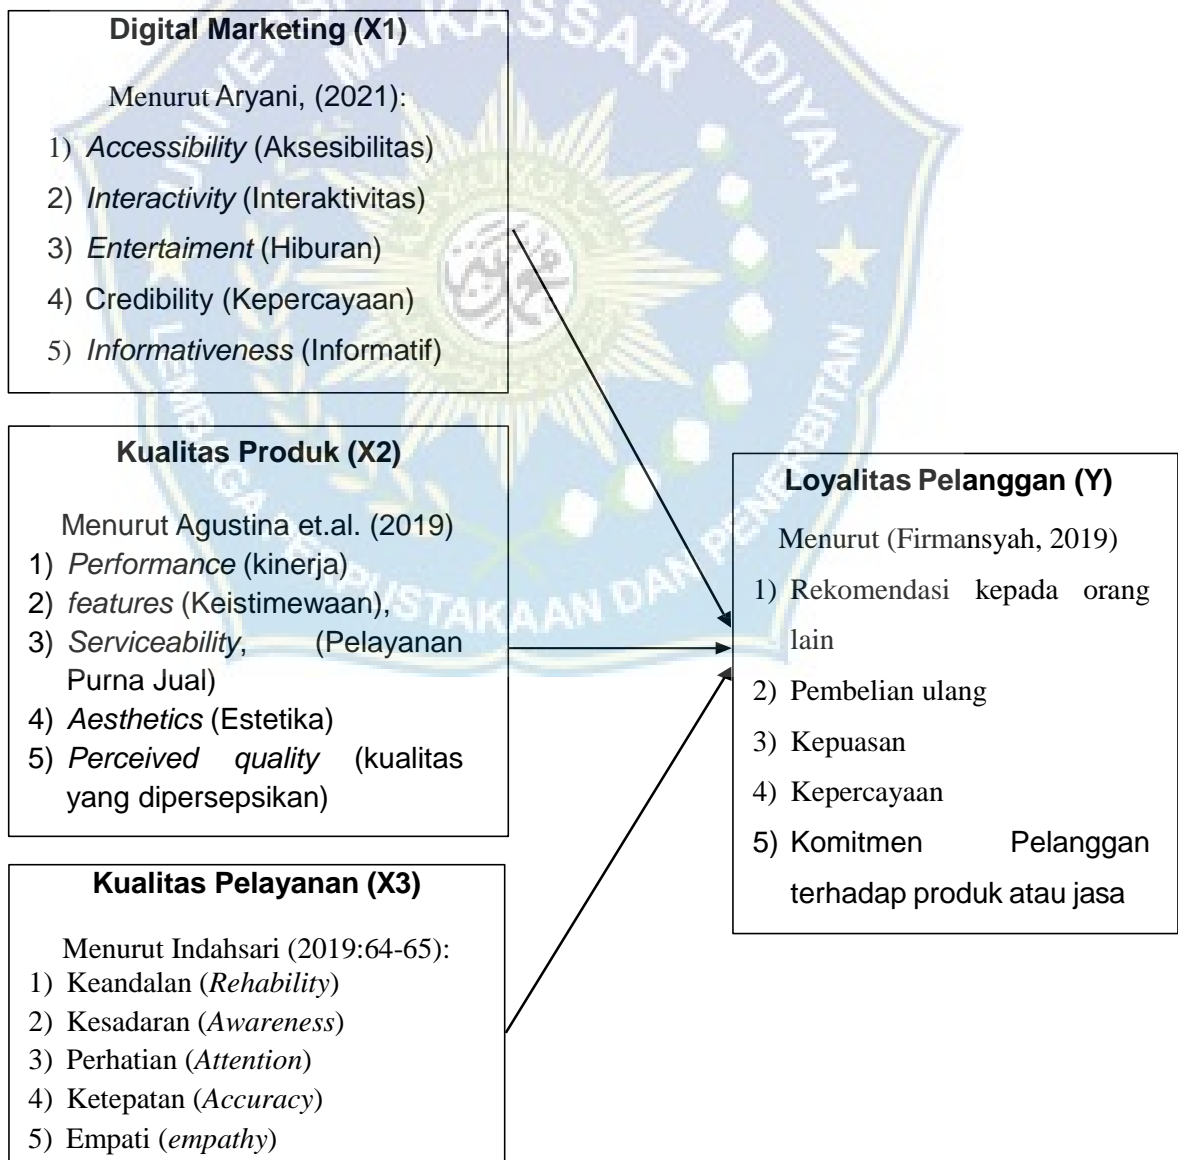 Digital Marketing (X1)
Menurut Aryani, (2021):
1) Accessibility (Aksesibilitas)
2) Interactivity (Interaktivitas)
3) Entertaiment (Hiburan)
4) Credibility (Kepercayaan)
5) Informativeness (Informatif)
Kualitas Produk (X2)
Menurut Agustina et.al. (2019)
1) Performance (kinerja)
2) features (Keistimewaan),
3) Serviceability, (Pelayanan
Purna Jual)
4) Aesthetics (Estetika)
5) Perceived quality (kualitas
yang dipersepsikan)
Kualitas Pelayanan (X3)
Menurut Indahsari (2019:64-65):
1) Keandalan (Rehability)
2) Kesadaran (Awareness)
3) Perhatian (Attention)
4) Ketepatan (Accuracy)
5) Empati (empathy)
Loyalitas Pelanggan (Y)
Menurut (Firmansyah, 2019)
1) Rekomendasi kepada orang
lain
2) Pembelian ulang
3) Kepuasan
4) Kepercayaan
5) Komitmen Pelanggan
terhadap produk atau jasa
MAKASSAR
DAN PENERBITAN